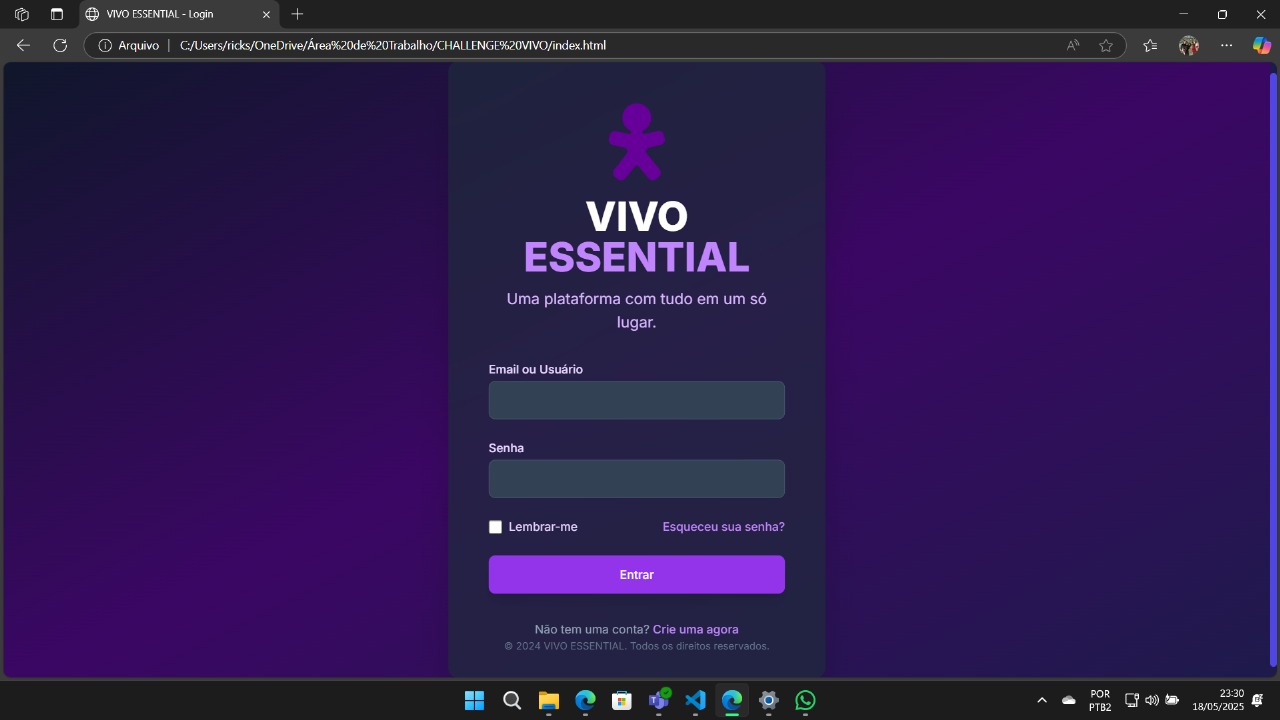 VIVO ESSENTIAL - Login
Arquivo | C:/Users/ricks/OneDrive/Área%20de%20Trabalho/CHALLENGE%20VIVO/index.html
VIVO
ESSENTIAL
Uma plataforma com tudo em um só
lugar.
Email ou Usuário
Senha
Lembrar-me Esqueceu sua senha?
Entrar
Não tem uma conta? Crie uma agora
© 2024 VIVO ESSENTIAL. Todos os direitos reservados.
POR
PTB2
23:30
18/05/2025